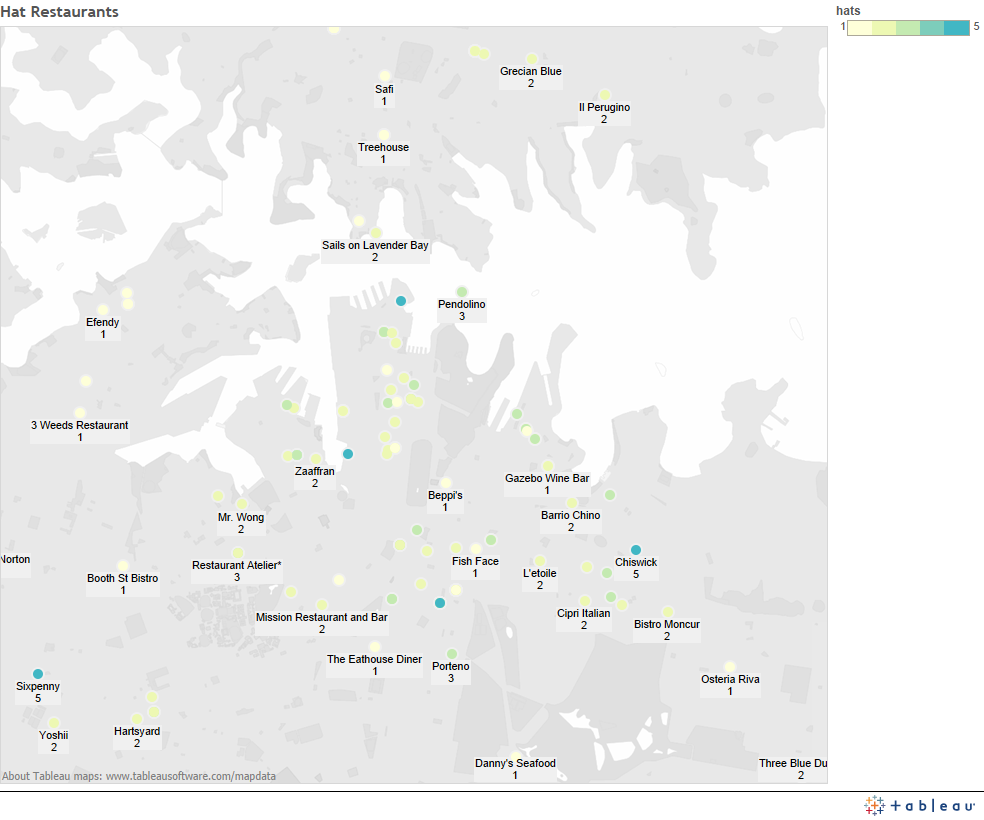 Hat Restaurants
hats
1
5
Grecian Blue
2
Safi
1
Il Perugino
2
Treehouse
1
Sails on Lavender Bay
2
Pendolino
3
Efendy
1
3 Weeds Restaurant
1
Zaaffran
2
Gazebo Wine Bar
1
Beppi's
1
Mr. Wong
2
Barrio Chino
2
Norton
Restaurant Atelier*
3
Fish Face
1
Chiswick
5
Booth St Bistro
1
L'etoile
2
Mission Restaurant and Bar
2
Cipri Italian
2
Bistro Moncur
2
The Eathouse Diner
1
Porteno
3
Osteria Riva
1
Sixpenny
5
Yoshii
2
Hartsyard
2
Danny's Seafood
1
Three Blue Du
2
About Tableau maps: www.tableausoftware.com/mapdata
+ableau